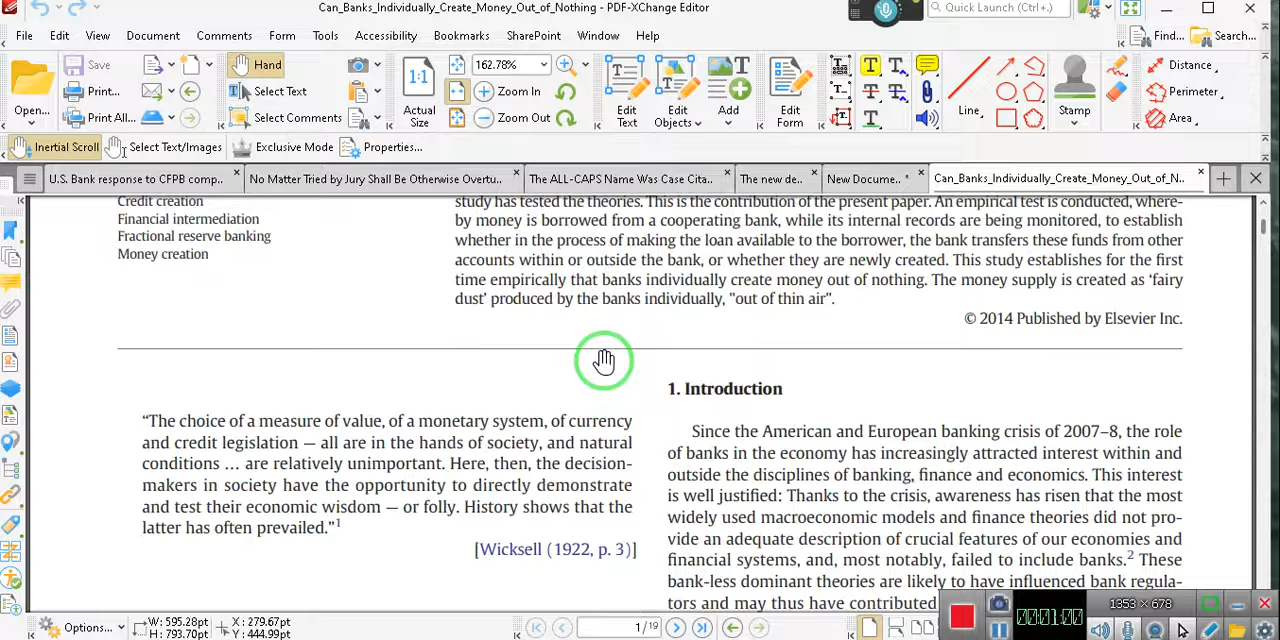 Can_Banks_Individually_Create_Money_Out_of_Nothing - PDF-XChange Editor
Quick Launch (Ctrl+.)
File Edit View Document Comments Form Tools Accessibility Bookmarks SharePoint Window Help
Find... Search...
Open...
Save
Print...
Print All...
Hand
Select Text
Select Comments
1:1
Actual Size
162.78%
Zoom In
Zoom Out
Edit Text
Edit Objects
Add
Edit Form
Line
Stamp
Distance
Perimeter
Area
Inertial Scroll Select Text/Images Exclusive Mode Properties...
U.S. Bank response to CFPB comp.. × No Matter Tried by Jury Shall Be Otherwise Overtu.. × The ALL-CAPS Name Was Case Cita.. × The new de.. × New Docume.. * × Can_Banks_Individually_Create_Money_Out_of_N.. ×
Credit creation
Financial intermediation
Fractional reserve banking
Money creation
study has tested the theories. This is the contribution of the present paper. An empirical test is conducted, where-
by money is borrowed from a cooperating bank, while its internal records are being monitored, to establish
whether in the process of making the loan available to the borrower, the bank transfers these funds from other
accounts within or outside the bank, or whether they are newly created. This study establishes for the first
time empirically that banks individually create money out of nothing. The money supply is created as ‘fairy
dust’ produced by the banks individually, "out of thin air".
© 2014 Published by Elsevier Inc.
“The choice of a measure of value, of a monetary system, of currency
and credit legislation — all are in the hands of society, and natural
conditions … are relatively unimportant. Here, then, the decision-
makers in society have the opportunity to directly demonstrate
and test their economic wisdom — or folly. History shows that the
latter has often prevailed.”1
[Wicksell (1922, p. 3)]
1. Introduction
Since the American and European banking crisis of 2007–8, the role
of banks in the economy has increasingly attracted interest within and
outside the disciplines of banking, finance and economics. This interest
is well justified: Thanks to the crisis, awareness has risen that the most
widely used macroeconomic models and finance theories did not pro-
vide an adequate description of crucial features of our economies and
financial systems, and, most notably, failed to include banks.2 These
bank-less dominant theories are likely to have influenced bank regula-
tors and may thus have contributed
Options...
W: 595.28pt
H: 793.70pt
X: 279.67pt
Y: 444.99pt
1/19
00:01:00
1353 × 678